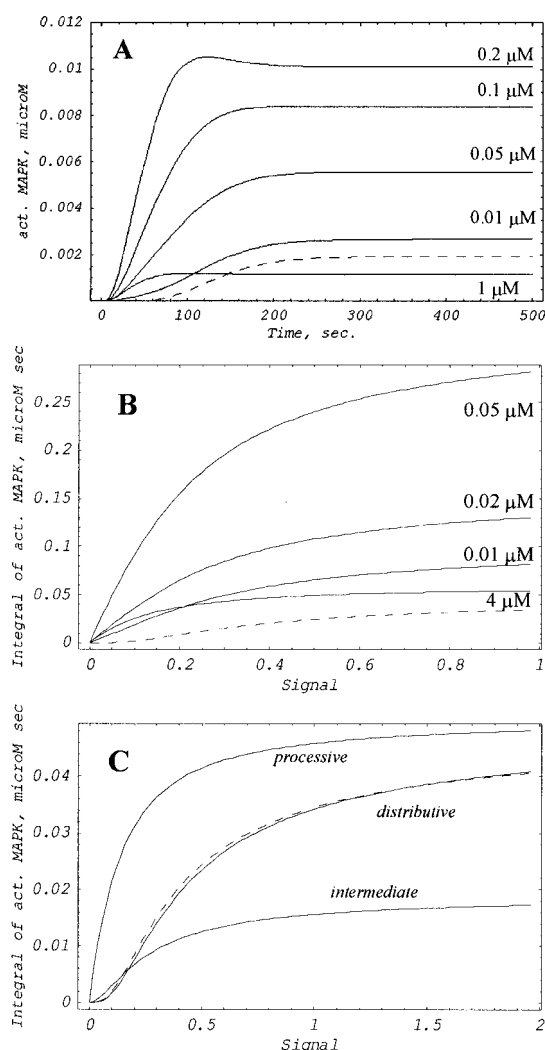 A
act. MAPK, microM
0.012
0.01
0.008
0.006
0.004
0.002
0.2 μM
0.1 μM
0.05 μM
0.01 μM
1 μM
0 100 200 300 400 500
Time, sec.
B
Integral of act. MAPK, microM sec
0.25
0.2
0.15
0.1
0.05
0
0.05 μM
0.02 μM
0.01 μM
4 μM
0 0.2 0.4 0.6 0.8 1
Signal
C
Integral of act. MAPK, microM sec
0.04
0.03
0.02
0.01
0
processive
distributive
intermediate
0 0.5 1 1.5 2
Signal